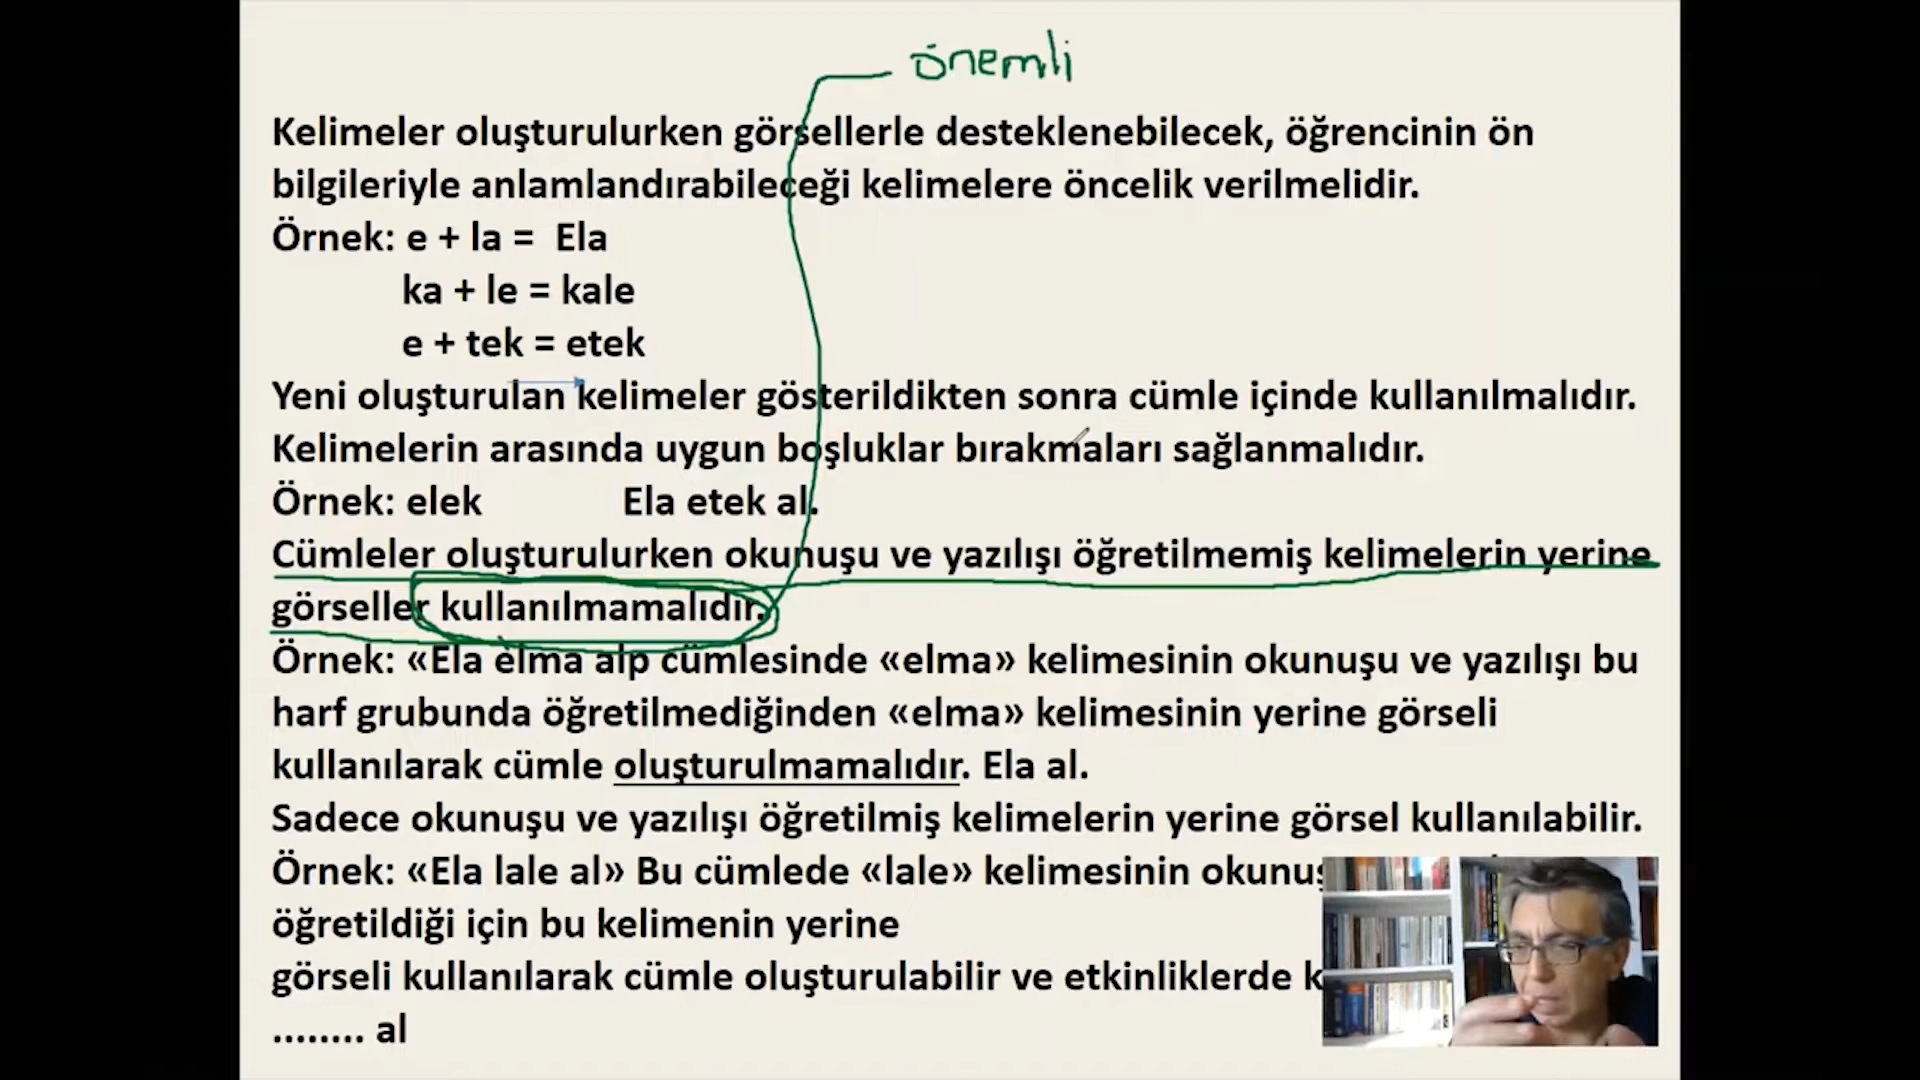 önemli
Kelimeler oluşturulurken görsellerle desteklenebilecek, öğrencinin ön
bilgileriyle anlamlandırabileceği kelimelere öncelik verilmelidir.
Örnek: e + la = Ela
ka + le = kale
e + tek = etek
Yeni oluşturulan kelimeler gösterildikten sonra cümle içinde kullanılmalıdır.
Kelimelerin arasında uygun boşluklar bırakmaları sağlanmalıdır.
Örnek: elek Ela etek al.
Cümleler oluşturulurken okunuşu ve yazılışı öğretilmemiş kelimelerin yerine
görseller kullanılmamalıdır.
Örnek: «Ela elma alp cümlesinde «elma» kelimesinin okunuşu ve yazılışı bu
harf grubunda öğretilmediğinden «elma» kelimesinin yerine görseli
kullanılarak cümle oluşturulmamalıdır. Ela al.
Sadece okunuşu ve yazılışı öğretilmiş kelimelerin yerine görsel kullanılabilir.
Örnek: «Ela lale al» Bu cümlede «lale» kelimesinin
öğretildiği için bu kelimenin yerine
görseli kullanılarak cümle oluşturulabilir ve etkinliklerde
........ al